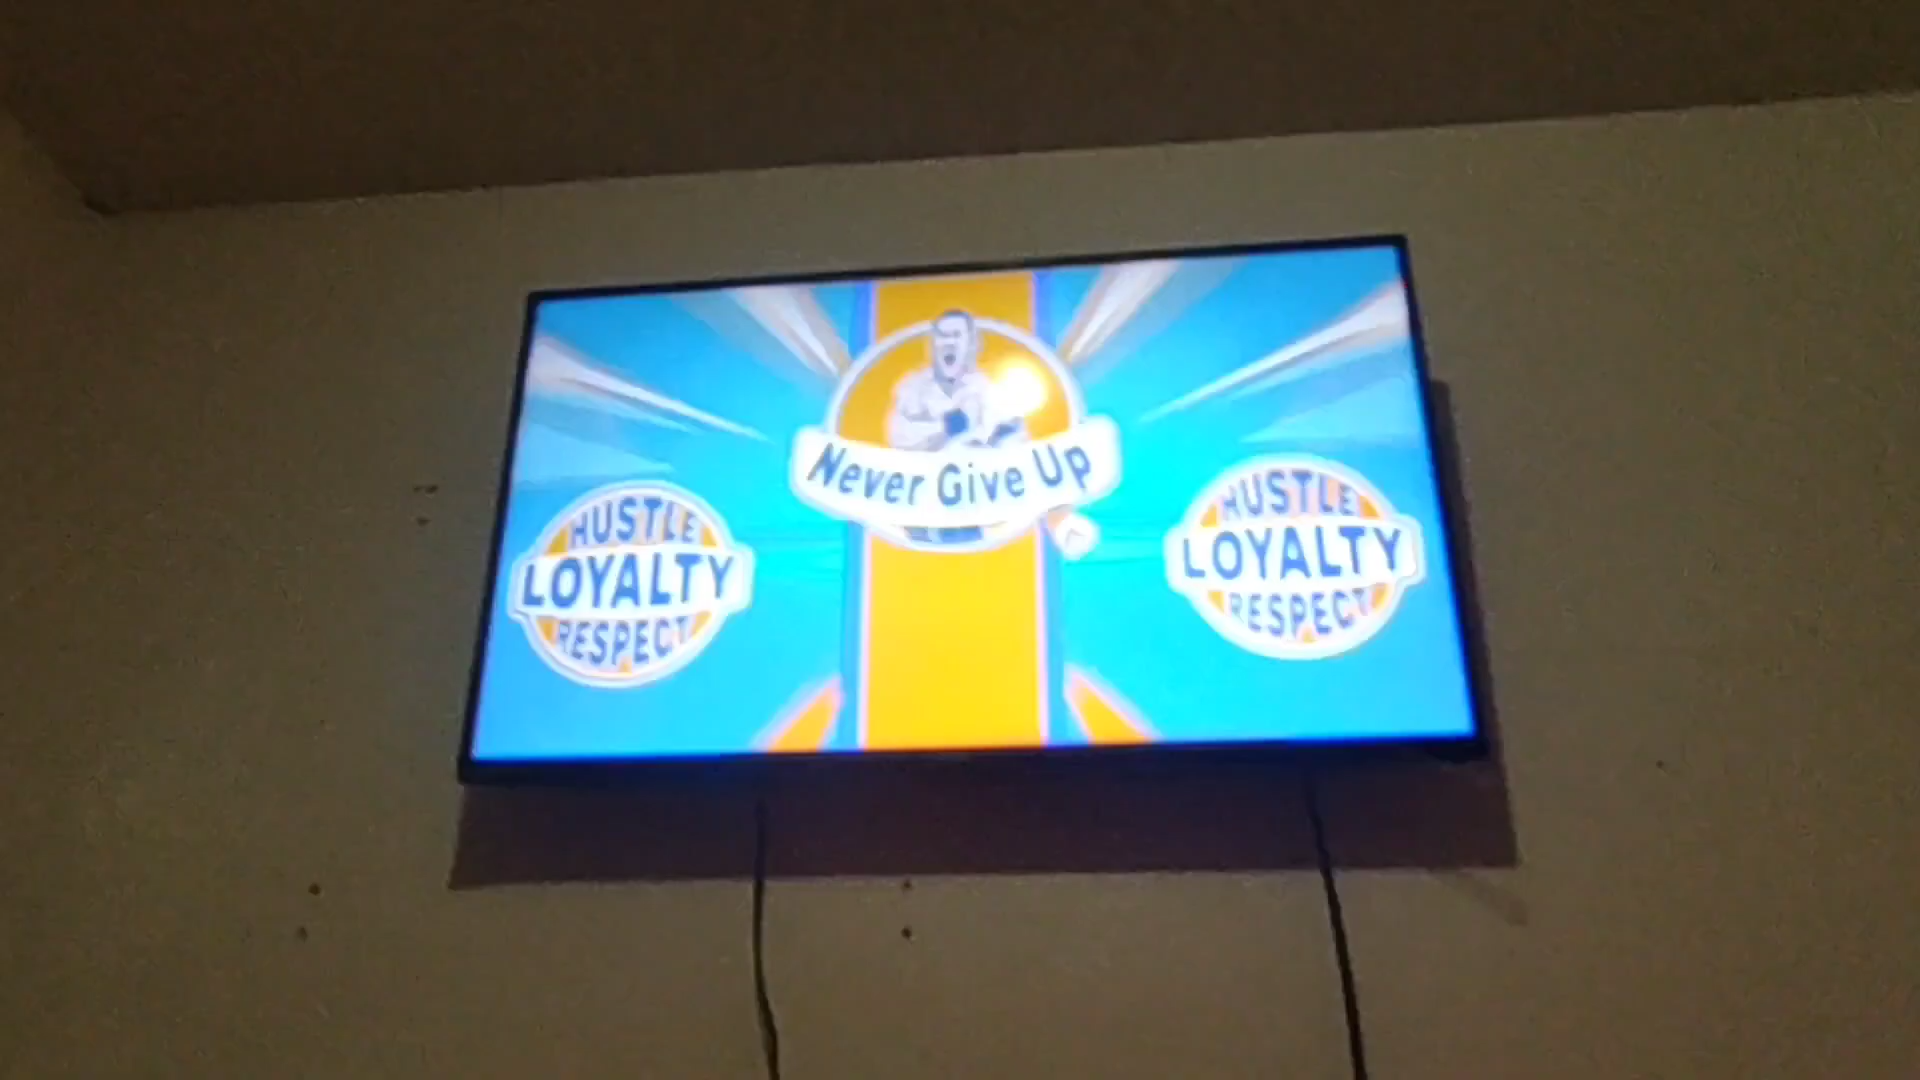 Never Give Up
HUSTLE
LOYALTY
RESPECT
HUSTLE
LOYALTY
RESPECT